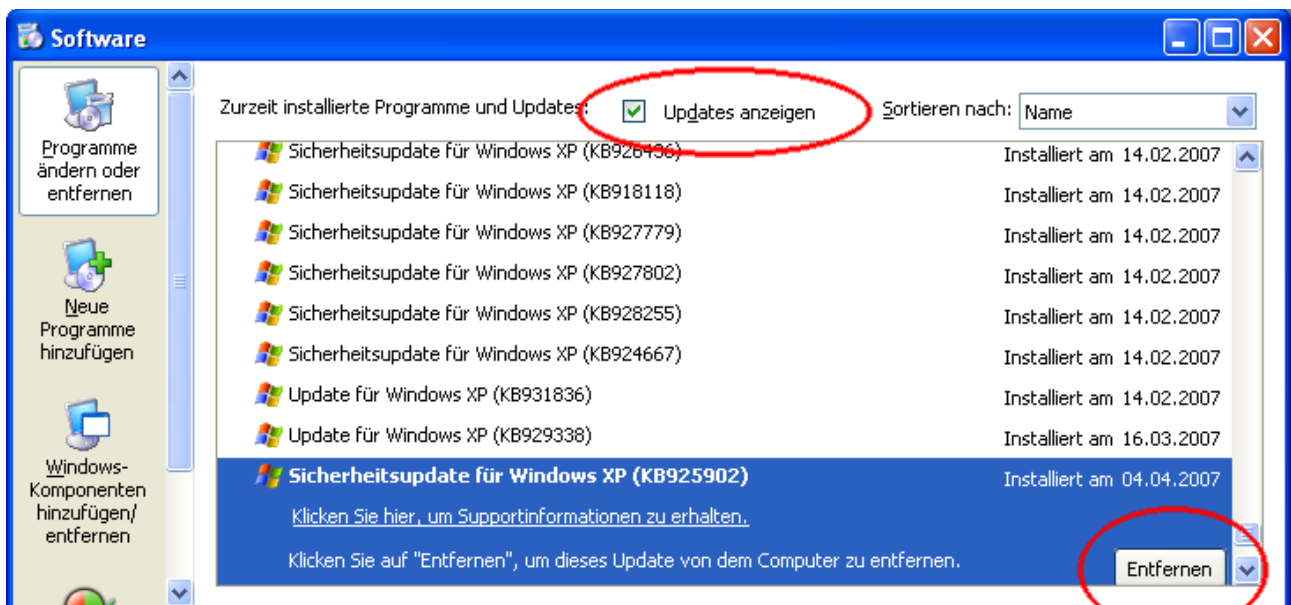 Software
Programme
ändern oder
entfernen
Neue
Programme
hinzufügen
Windows-
Komponenten
hinzufügen/
entfernen
Zurzeit installierte Programme und Updates: Updates anzeigen Sortieren nach: Name
Sicherheitsupdate für Windows XP (KB926436) Installiert am 14.02.2007
Sicherheitsupdate für Windows XP (KB918118) Installiert am 14.02.2007
Sicherheitsupdate für Windows XP (KB927779) Installiert am 14.02.2007
Sicherheitsupdate für Windows XP (KB927802) Installiert am 14.02.2007
Sicherheitsupdate für Windows XP (KB928255) Installiert am 14.02.2007
Sicherheitsupdate für Windows XP (KB924667) Installiert am 14.02.2007
Update für Windows XP (KB931836) Installiert am 14.02.2007
Update für Windows XP (KB929338) Installiert am 16.03.2007
Sicherheitsupdate für Windows XP (KB925902) Installiert am 04.04.2007
Klicken Sie hier, um Supportinformationen zu erhalten.
Klicken Sie auf "Entfernen", um dieses Update von dem Computer zu entfernen. Entfernen